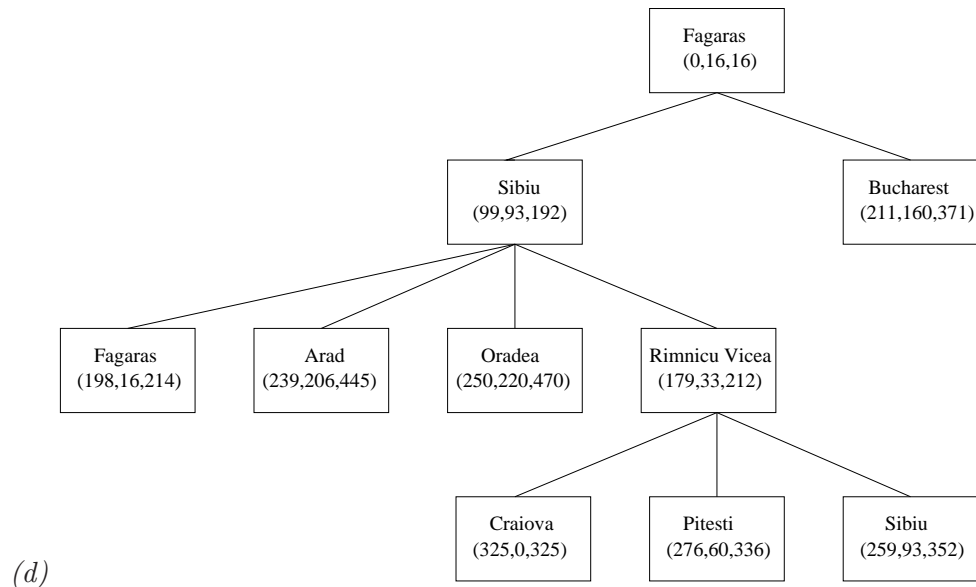 Fagaras
(0,16,16)
Sibiu
(99,93,192)
Bucharest
(211,160,371)
Fagaras
(198,16,214)
Arad
(239,206,445)
Oradea
(250,220,470)
Rimnicu Vicea
(179,33,212)
Craiova
(325,0,325)
Pitesti
(276,60,336)
Sibiu
(259,93,352)
(d)